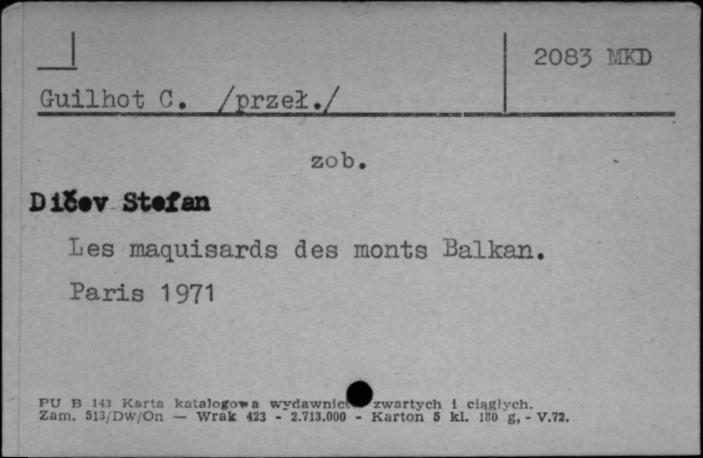 2083 MKD
Guilhot C. /przeł./
zob.
Dičev Stefan
Les maquisards des monts Balkan.
Paris 1971
PU B 143 Karta katalogowa wydawnictw zwartych i ciągłych.
Zam. 513/DW/On — Wrak 423 - 2.713.000 - Karton 5 kl. 180 g, - V.72.